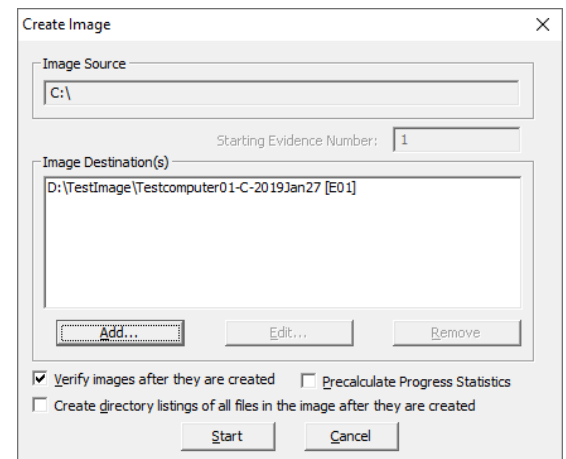 Create Image
Image Source
C:\
Starting Evidence Number: 1
Image Destination(s)
D:\TestImage\Testcomputer01-C-2019Jan27 [E01]
Add... Edit... Remove
Verify images after they are created Precalculate Progress Statistics
Create directory listings of all files in the image after they are created
Start Cancel